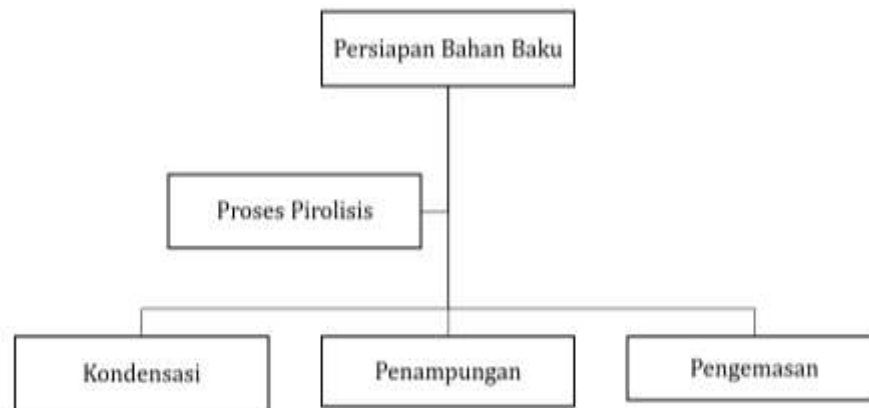 Persiapan Bahan Baku
Proses Pirolisis
Kondensasi
Penampungan
Pengemasan